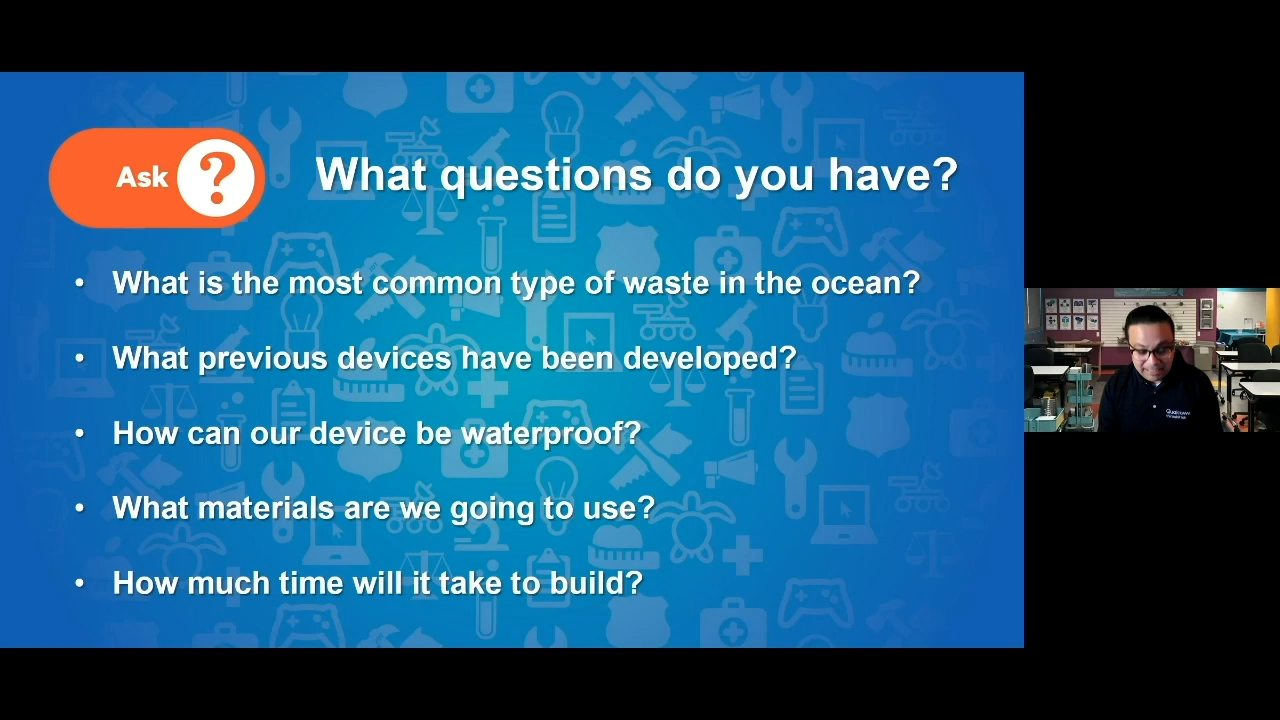 Ask ?
What questions do you have?
• What is the most common type of waste in the ocean?
• What previous devices have been developed?
• How can our device be waterproof?
• What materials are we going to use?
• How much time will it take to build?
Qualcomm